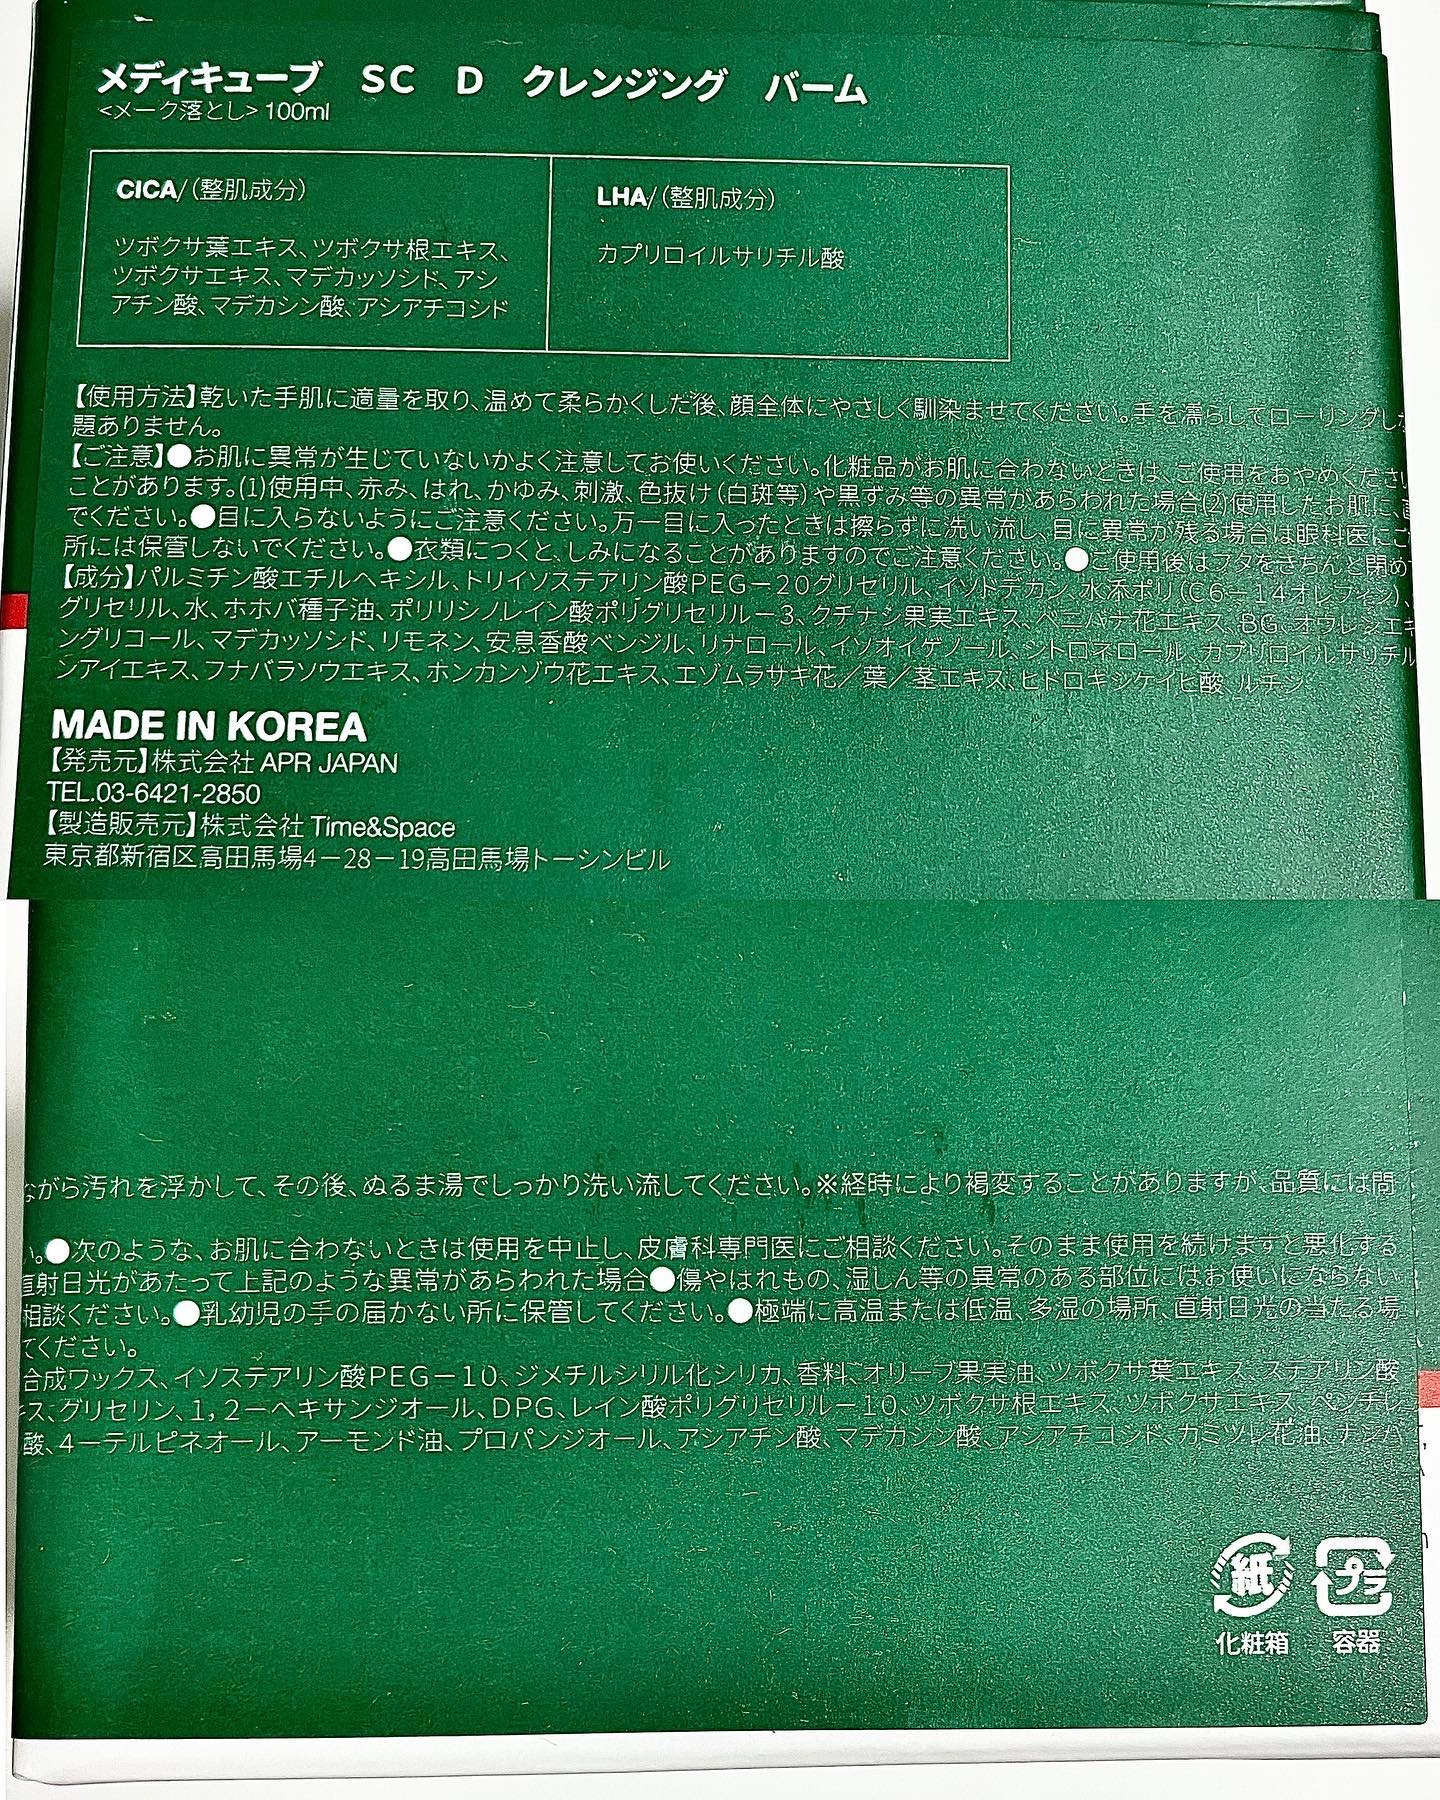 メディキューブ SC D クレンジング バーム
<メーク落とし> 100ml
CICA/(整肌成分)
ツボクサ葉エキス、ツボクサ根エキス、
ツボクサエキス、マデカッソシド、アシ
アチン酸、マデカシン酸、アシアチコシド
LHA/(整肌成分)
カプリロイルサリチル酸
【使用方法】乾いた手肌に適量を取り、温めて柔らかくした後、顔全体にやさしく馴染ませてください。手を濡らしてローリングしな
題ありません。
【ご注意】●お肌に異常が生じていないかよく注意してお使いください。化粧品がお肌に合わないときは、ご使用をおやめください
ことがあります。(1)使用中、赤み、はれ、かゆみ、刺激、色抜け(白斑等)や黒ずみ等の異常があらわれた場合(2)使用したお肌に、直
でください。●目に入らないようにご注意ください。万一目に入ったときは擦らずに洗い流し、目に異常が残る場合は眼科医にご
所には保管しないでください。●衣類につくと、しみになることがありますのでご注意ください。●ご使用後はフタをきちんと閉め
【成分】パルミチン酸エチルヘキシル、トリイソステアリン酸PEG-20グリセリル、イソドデカン、水添ポリ(C6-14オレフィン)、
グリセリル、水、ホホバ種子油、ポリリシノレイン酸ポリグリセリル-3、クチナシ果実エキス、ベニバナ花エキス、BG、オウレンエキ
ングリコール、マデカッソシド、リモネン、安息香酸ベンジル、リナロール、イソオイゲノール、シトロネロール、カプリロイルサリチル
ンアイエキス、フナバラソウエキス、ホンカンゾウ花エキス、エゾムラサキ花/葉/茎エキス、ヒドロキシケイヒ酸、ルチン
MADE IN KOREA
【発売元】株式会社 APR JAPAN
TEL.03-6421-2850
【製造販売元】株式会社 Time&Space
東京都新宿区高田馬場4-28-19高田馬場トーシンビル
ながら汚れを浮かして、その後、ぬるま湯でしっかり洗い流してください。※経時により褐変することがありますが、品質には問
い。●次のような、お肌に合わないときは使用を中止し、皮膚科専門医にご相談ください。そのまま使用を続けますと悪化する
直射日光があたって上記のような異常があらわれた場合●傷やはれもの、湿しん等の異常のある部位にはお使いにならない
相談ください。●乳幼児の手の届かない所に保管してください。●極端に高温または低温、多湿の場所、直射日光の当たる場
てください。
合成ワックス、イソステアリン酸PEG-10、ジメチルシリル化シリカ、香料、オリーブ果実油、ツボクサ葉エキス、ステアリン酸
キス、グリセリン、1,2-ヘキサンジオール、DPG、レイン酸ポリグリセリル-10、ツボクサ根エキス、ツボクサエキス、ペンチレ
酸、4-テルピネオール、アーモンド油、プロパンジオール、アシアチン酸、マデカシン酸、アシアチコシド、カミツレ花油、ナンバ
紙
プラ
化粧箱
容器